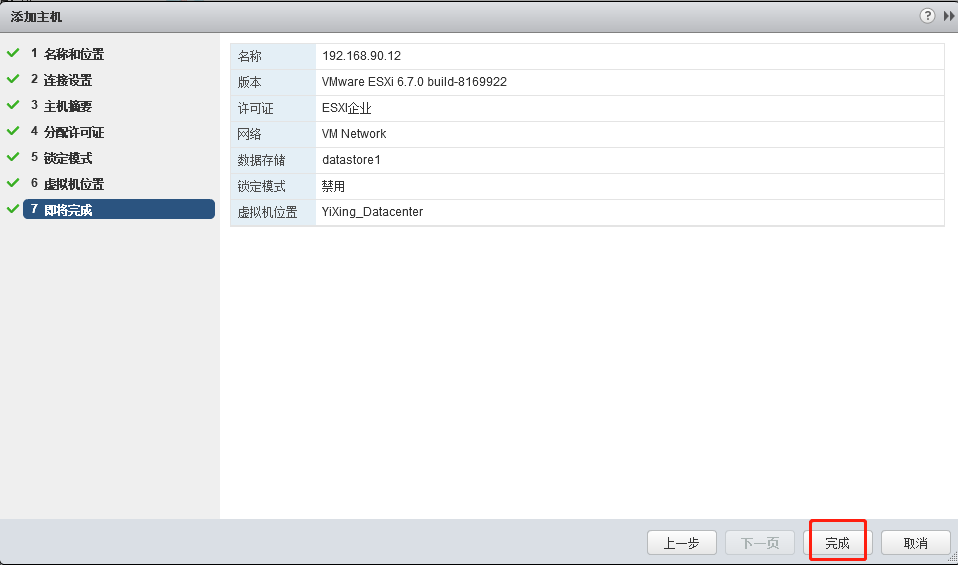 添加主机
?
1 名称和位置
2 连接设置
3 主机摘要
4 分配许可证
5 锁定模式
6 虚拟机位置
7 即将完成
名称 192.168.90.12
版本 VMware ESXi 6.7.0 build-8169922
许可证 ESXI企业
网络 VM Network
数据存储 datastore1
锁定模式 禁用
虚拟机位置 YiXing_Datacenter
上一步 下一页 完成 取消